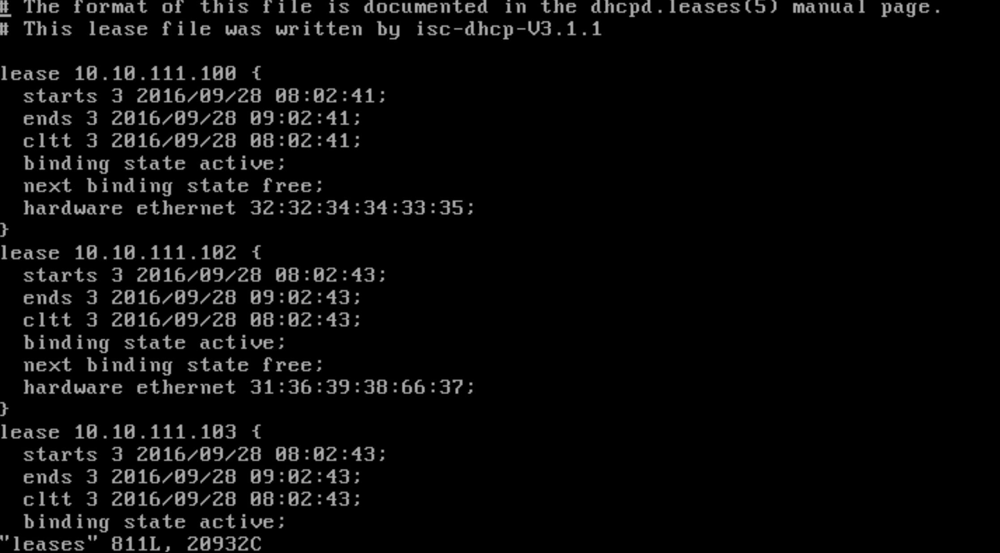 # The format of this file is documented in the dhcpd.leases(5) manual page.
# This lease file was written by isc-dhcp-V3.1.1

lease 10.10.111.100 {
  starts 3 2016/09/28 08:02:41;
  ends 3 2016/09/28 09:02:41;
  cltt 3 2016/09/28 08:02:41;
  binding state active;
  next binding state free;
  hardware ethernet 32:32:34:34:33:35;
}
lease 10.10.111.102 {
  starts 3 2016/09/28 08:02:43;
  ends 3 2016/09/28 09:02:43;
  cltt 3 2016/09/28 08:02:43;
  binding state active;
  next binding state free;
  hardware ethernet 31:36:39:38:66:37;
}
lease 10.10.111.103 {
  starts 3 2016/09/28 08:02:43;
  ends 3 2016/09/28 09:02:43;
  cltt 3 2016/09/28 08:02:43;
  binding state active;
"leases" 811L, 20932C